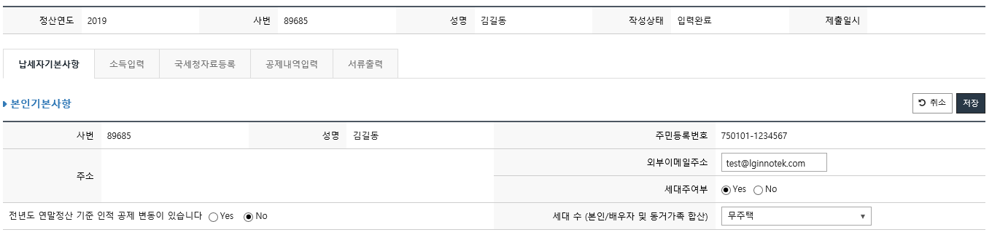 정산연도 2019 사번 89685 성명 김길동 작성상태 입력완료 제출일시
납세자기본사항 소득입력 국세청자료등록 공제내역입력 서류출력
본인기본사항 취소 저장
사번 89685 성명 김길동 주민등록번호 750101-1234567
주소 외부이메일주소 test@lginnotek.com
세대주여부 Yes No
전년도 연말정산 기준 인적 공제 변동이 있습니다 Yes No 세대 수 (본인/배우자 및 동거가족 합산) 무주택